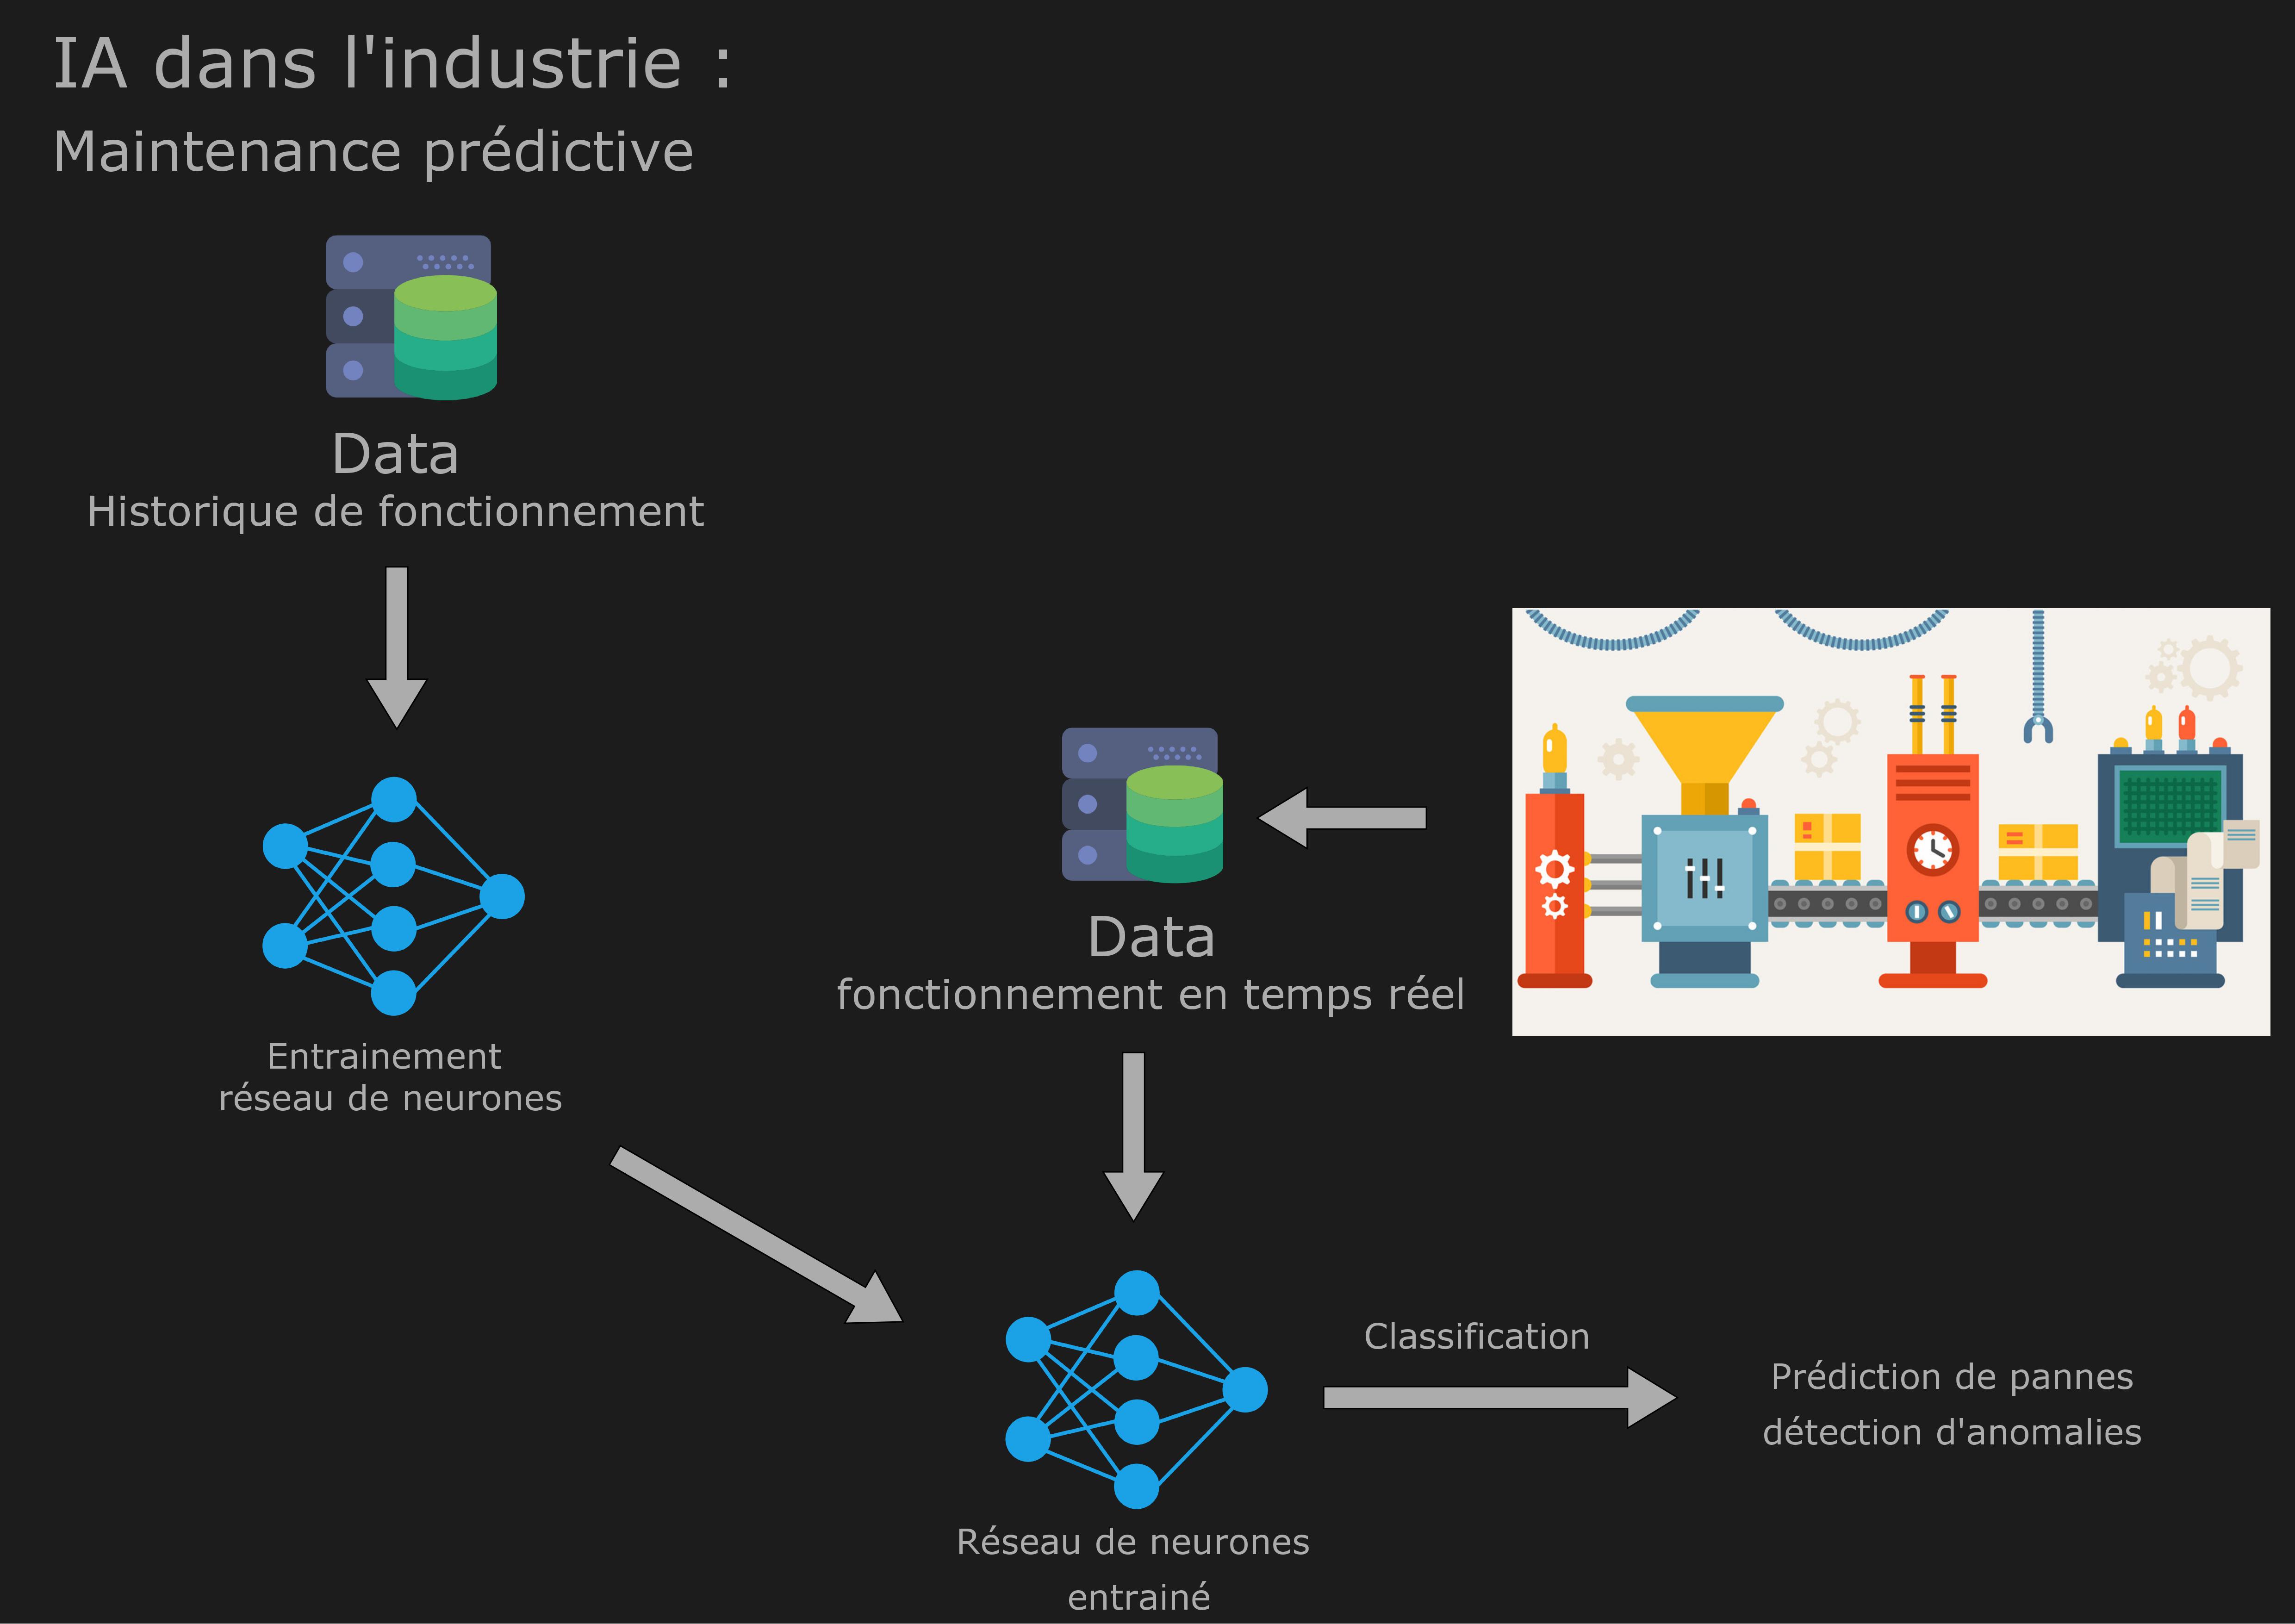 IA dans l'industrie :
Maintenance prédictive
Data
Historique de fonctionnement
Entrainement
réseau de neurones
Data
fonctionnement en temps réel
Classification
Prédiction de pannes
détection d'anomalies
Réseau de neurones
entrainé